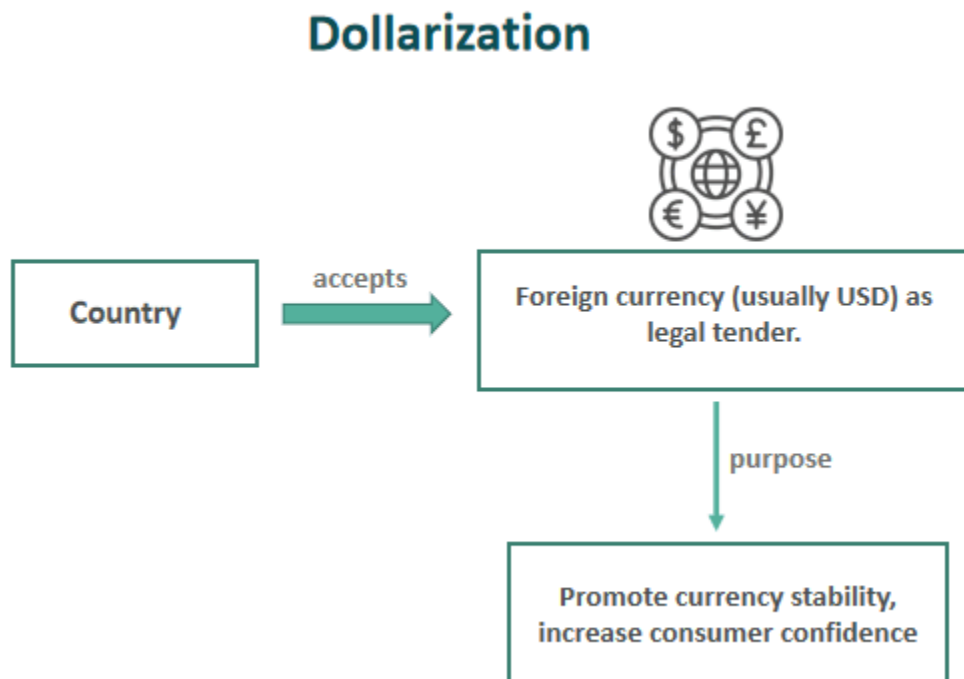 Dollarization
$ £
€ ¥
accepts
Country
Foreign currency (usually USD) as
legal tender.
purpose
Promote currency stability,
increase consumer confidence